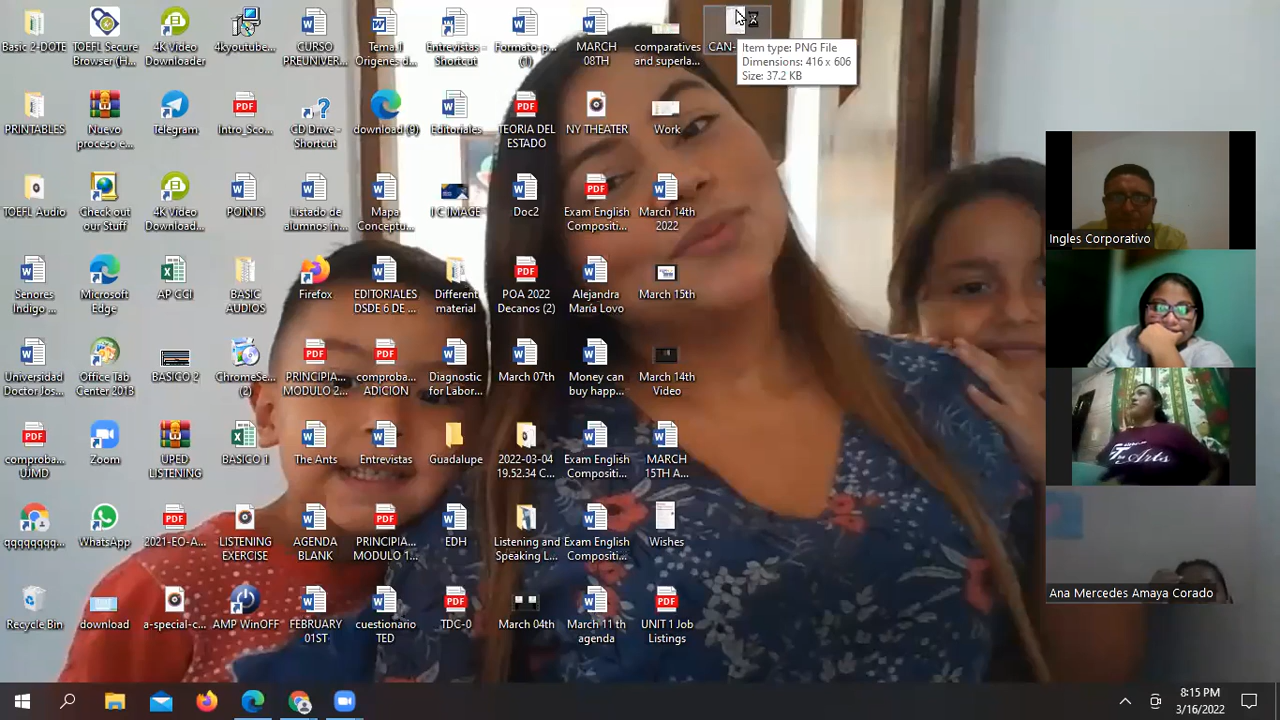 Basic 2-DOTE
TOEFL Secure
Browser (H...
4K Video
Downloader
4kyoutube...
CURSO
PREUNIVER...
Tema I
Origenes d...
Entrevistas -
Shortcut
Formato-p...
(1)
MARCH
08TH
comparatives
and superla...
CAN-
Item type: PNG File
Dimensions: 416 x 606
Size: 37.2 KB
PRINTABLES
Nuevo
proceso e...
Telegram
Intro_Sco...
CD Drive -
Shortcut
download (9)
Editoriales
TEORIA DEL
ESTADO
NY THEATER
Work
TOEFL Audio
Check out
our Stuff
4K Video
Download...
POINTS
Listado de
alumnos in...
Mapa
Conceptu...
I C IMAGE
Doc2
Exam English
Compositi...
March 14th
2022
Ingles Corporativo
Senores
Indigo ...
Microsoft
Edge
AP CCI
BASIC
AUDIOS
Firefox
EDITORIALES
DSDE 6 DE ...
Different
material
POA 2022
Decanos (2)
Alejandra
María Lovo
March 15th
Universidad
Doctor Jos...
Office Tab
Center 2013
BASICO 2
ChromeSe...
(2)
PRINCIPIA...
MODULO 2...
comproba...
ADICION
Diagnostic
for Labor...
March 07th
Money can
buy happ...
March 14th
Video
comproba...
UJMD
Zoom
UPED
LISTENING
BASICO 1
The Ants
Entrevistas
Guadalupe
2022-03-04
19.52.34 C...
Exam English
Compositi...
MARCH
15TH A...
qqqqqqq...
WhatsApp
2021-EO-A...
LISTENING
EXERCISE
AGENDA
BLANK
PRINCIPIA...
MODULO 1...
EDH
Listening and
Speaking L...
Exam English
Compositi...
Wishes
Recycle Bin
download
a-special-c...
AMP WinOFF
FEBRUARY
01ST
cuestionario
TED
TDC-0
March 04th
March 11 th
agenda
UNIT 1 Job
Listings
Ana Mercedes Amaya Corado
8:15 PM
3/16/2022